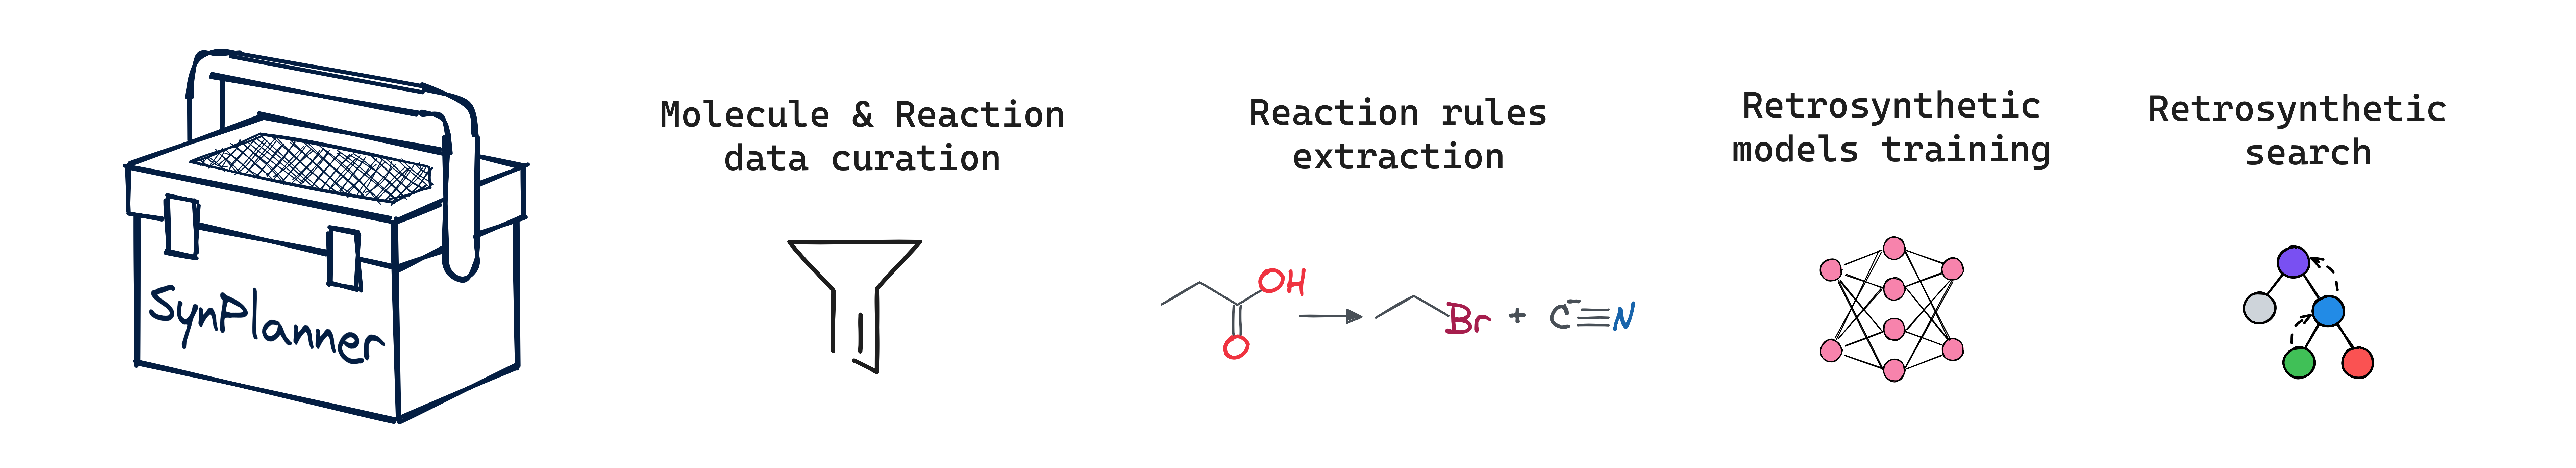 SynPlanner
Molecule & Reaction
data curation
Reaction rules
extraction
OH
O
Br + C⁻≡N
Retrosynthetic
models training
Retrosynthetic
search